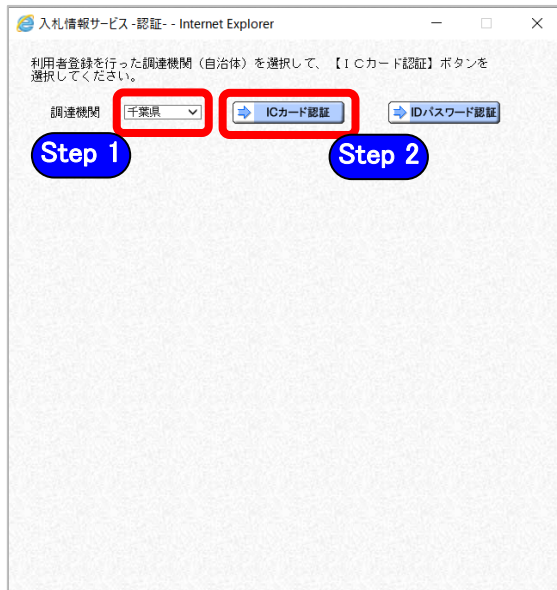 入札情報サービス -認証- - Internet Explorer
利用者登録を行った調達機関（自治体）を選択して、【ＩＣカード認証】ボタンを
選択してください。
調達機関 千葉県 ICカード認証 IDパスワード認証
Step 1 Step 2